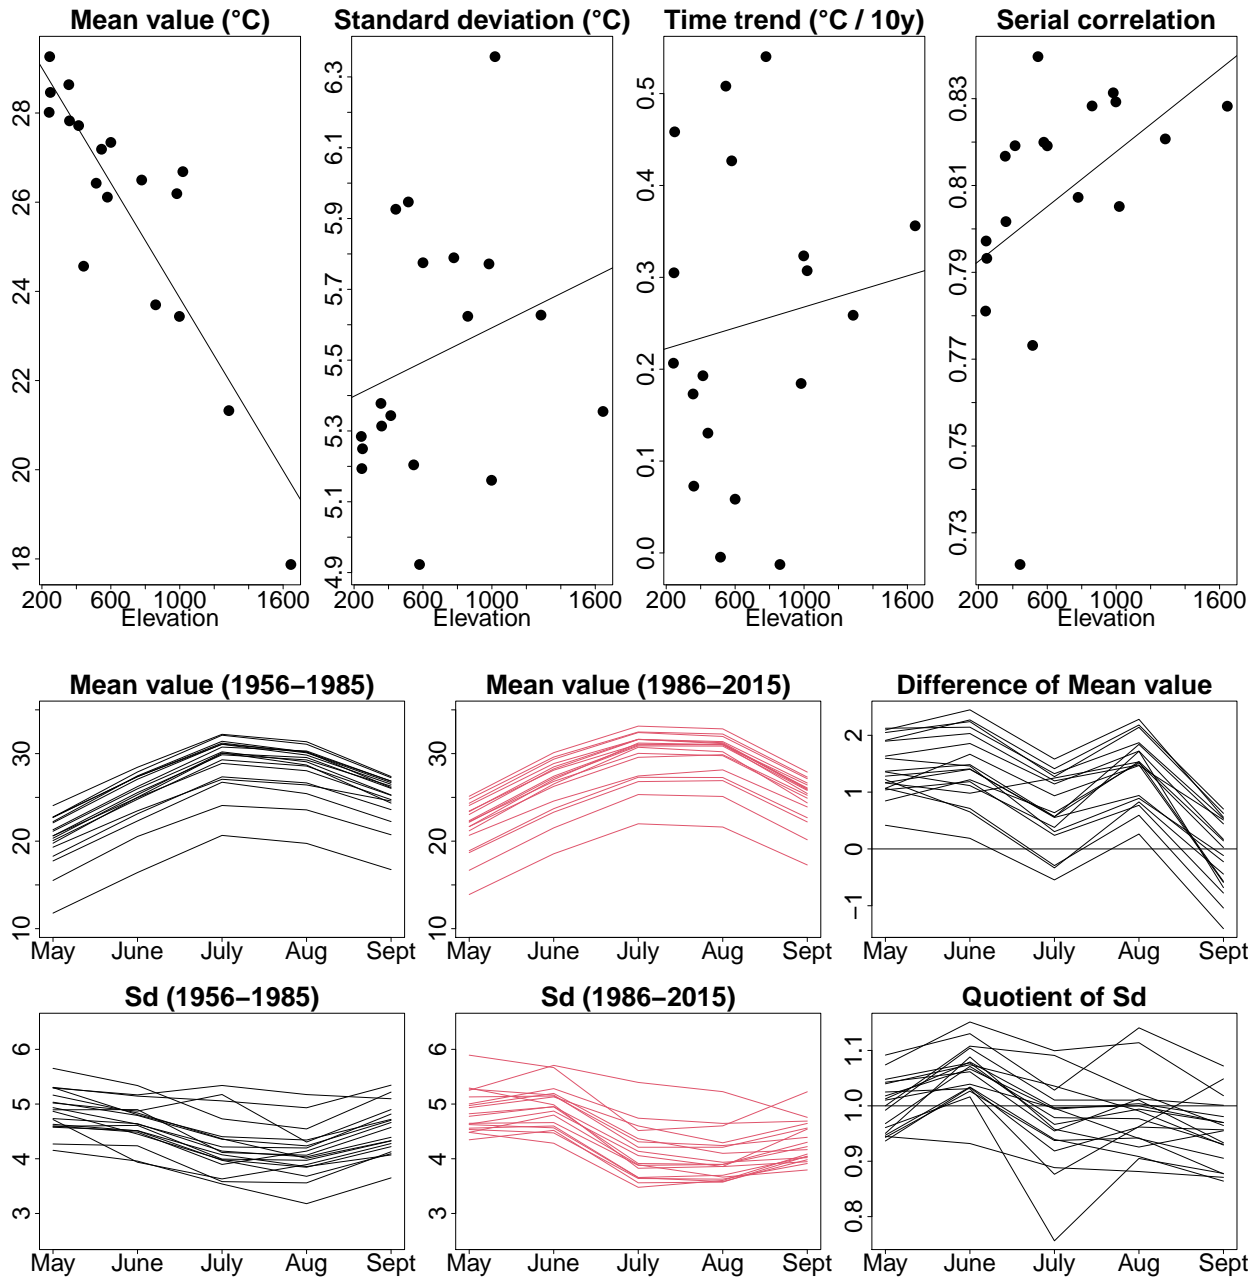 Mean value (°C)
28
26
24
22
20
18
200 600 1000 1600
Elevation
Standard deviation (°C)
6.3
6.1
5.9
5.7
5.5
5.3
5.1
4.9
200 600 1000 1600
Elevation
Time trend (°C / 10y)
0.5
0.4
0.3
0.2
0.1
0.0
200 600 1000 1600
Elevation
Serial correlation
0.83
0.81
0.79
0.77
0.75
0.73
200 600 1000 1600
Elevation
Mean value (1956–1985)
30
20
10
May June July Aug Sept
Mean value (1986–2015)
30
20
10
May June July Aug Sept
Difference of Mean value
2
1
0
−1
May June July Aug Sept
Sd (1956–1985)
6
5
4
3
May June July Aug Sept
Sd (1986–2015)
6
5
4
3
May June July Aug Sept
Quotient of Sd
1.1
1.0
0.9
0.8
May June July Aug Sept